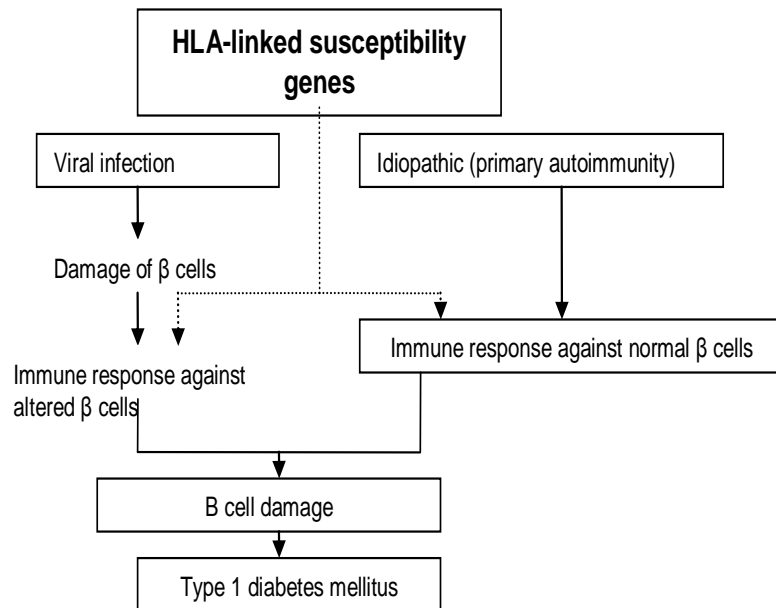 HLA-linked susceptibility
genes
Viral infection
Idiopathic (primary autoimmunity)
Damage of β cells
Immune response against normal β cells
Immune response against
altered β cells
B cell damage
Type 1 diabetes mellitus